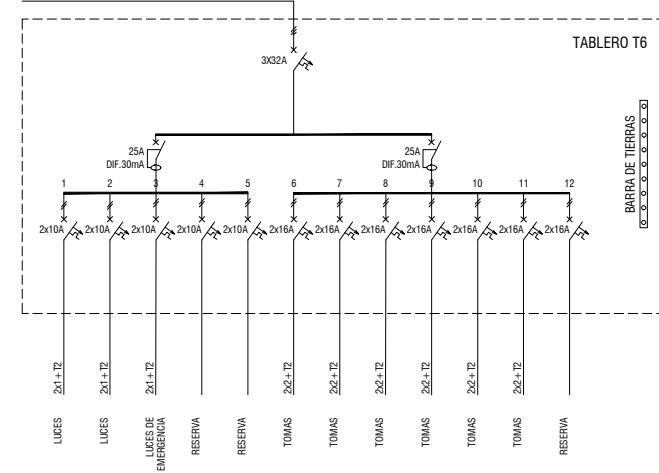 TABLERO T6
3X32A
BARRA DE TIERRAS
25A
DIF.30mA
25A
DIF.30mA
1 2 3 4 5 6 7 8 9 10 11 12
2x10A 2x10A 2x10A 2x10A 2x10A 2x16A 2x16A 2x16A 2x16A 2x16A 2x16A 2x16A
2x1+T2 2x1+T2 2x1+T2 2x2+T2 2x2+T2 2x2+T2 2x2+T2 2x2+T2 2x2+T2
LUCES
LUCES
LUCES DE
EMERGENCIA
RESERVA
RESERVA
TOMAS
TOMAS
TOMAS
TOMAS
TOMAS
TOMAS
RESERVA